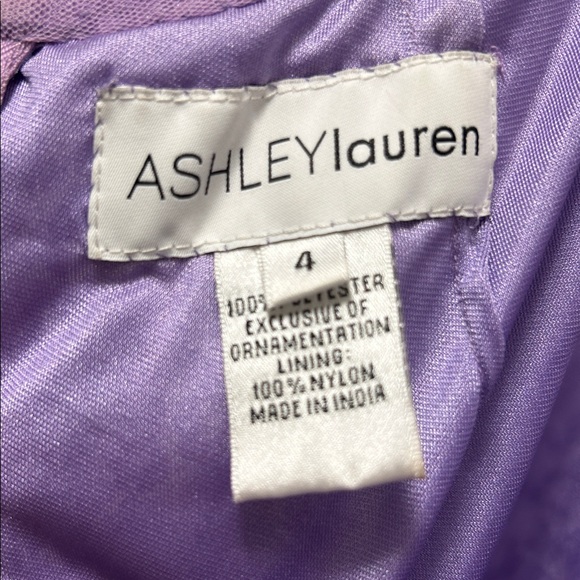 ASHLEYlauren
4
100%
EXCLUSIVE OF
ORNAMENTATION
LINING:
100% NYLON
MADE IN INDIA